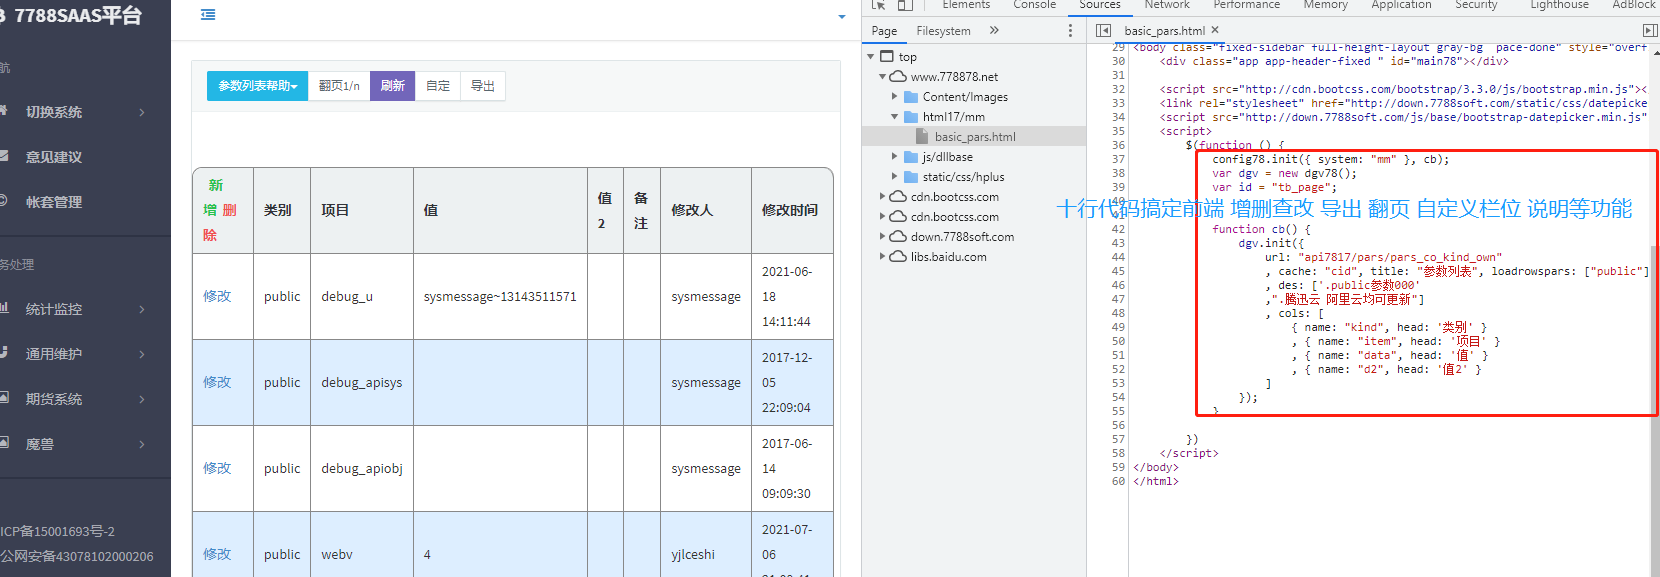 7788SAAS平台
航
切换系统
意见建议
帐套管理
务处理
统计监控
通用维护
期货系统
魔兽
ICP备15001693号-2
公网安备43078102000206
参数列表帮助 翻页1/n 刷新 自定 导出
新增 删除 类别 项目 值 值2 备注 修改人 修改时间
修改 public debug_u sysmessage~13143511571 sysmessage 2021-06-18 14:11:44
修改 public debug_apisys sysmessage 2017-12-05 22:09:04
修改 public debug_apiobj sysmessage 2017-06-14 09:09:30
修改 public webv 4 yjlceshi 2021-07-06
Elements Console Sources Network Performance Memory Application Security Lighthouse AdBlock
Page Filesystem »
top
www.778878.net
Content/Images
html17/mm
basic_pars.html
js/dllbase
static/css/hplus
cdn.bootcss.com
cdn.bootcss.com
down.7788soft.com
libs.baidu.com
basic_pars.html ×
29 <body class="fixed-sidebar full-height-layout gray-bg pace-done" style="overf
30 <div class="app app-header-fixed " id="main78"></div>
31
32 <script src="http://cdn.bootcss.com/bootstrap/3.3.0/js/bootstrap.min.js"><
33 <link rel="stylesheet" href="http://down.7788soft.com/static/css/datepicke
34 <script src="http://down.7788soft.com/js/base/bootstrap-datepicker.min.js"
35 <script>
36 $(function () {
37 config78.init({ system: "mm" }, cb);
38 var dgv = new dgv78();
39 var id = "tb_page";
十行代码搞定前端 增删查改 导出 翻页 自定义栏位 说明等功能
42 function cb() {
43 dgv.init({
44 url: "api7817/pars/pars_co_kind_own"
45 , cache: "cid", title: "参数列表", loadrowspars: ["public"]
46 , des: ['.public参数000'
47 ,".腾迅云 阿里云均可更新"]
48 , cols: [
49 { name: "kind", head: '类别' }
50 , { name: "item", head: '项目' }
51 , { name: "data", head: '值' }
52 , { name: "d2", head: '值2' }
53 ]
54 });
55 }
56
57 })
58 </script>
59 </body>
60 </html>